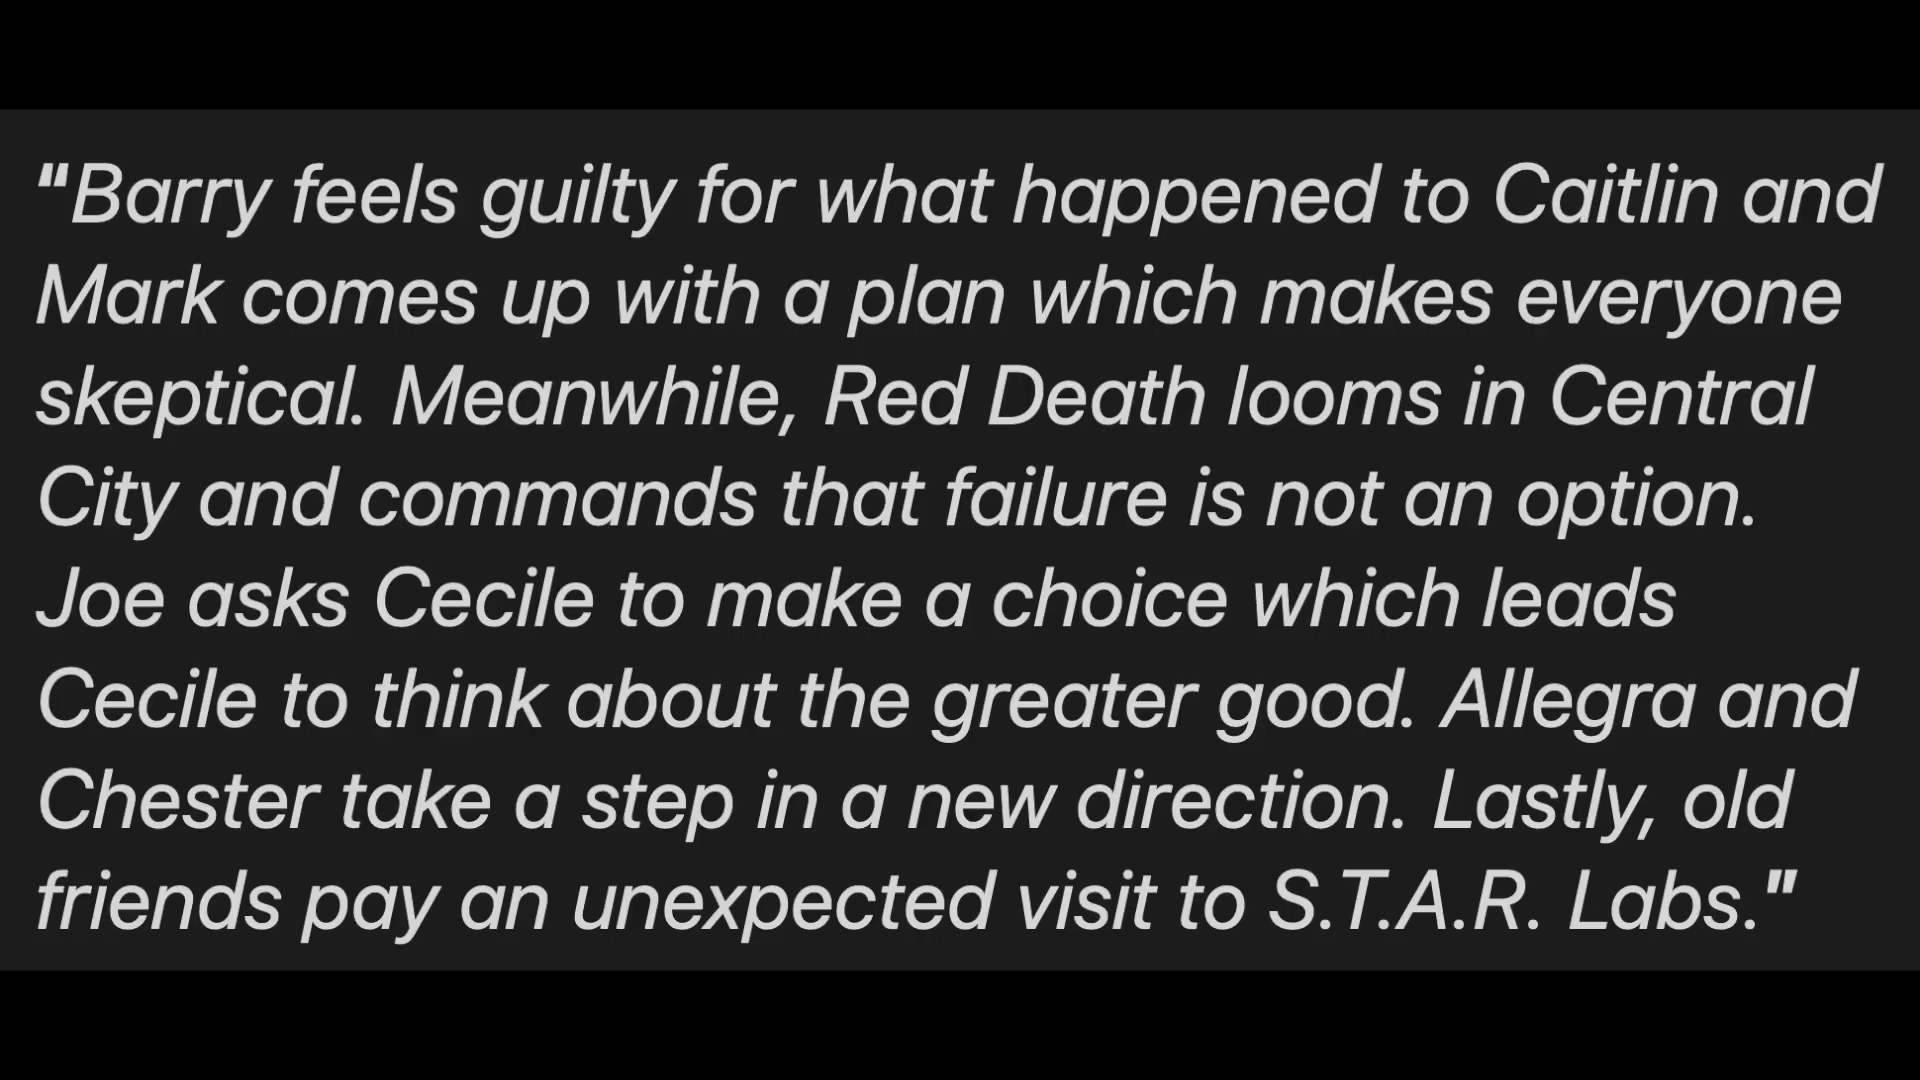 "Barry feels guilty for what happened to Caitlin and
Mark comes up with a plan which makes everyone
skeptical. Meanwhile, Red Death looms in Central
City and commands that failure is not an option.
Joe asks Cecile to make a choice which leads
Cecile to think about the greater good. Allegra and
Chester take a step in a new direction. Lastly, old
friends pay an unexpected visit to S.T.A.R. Labs."